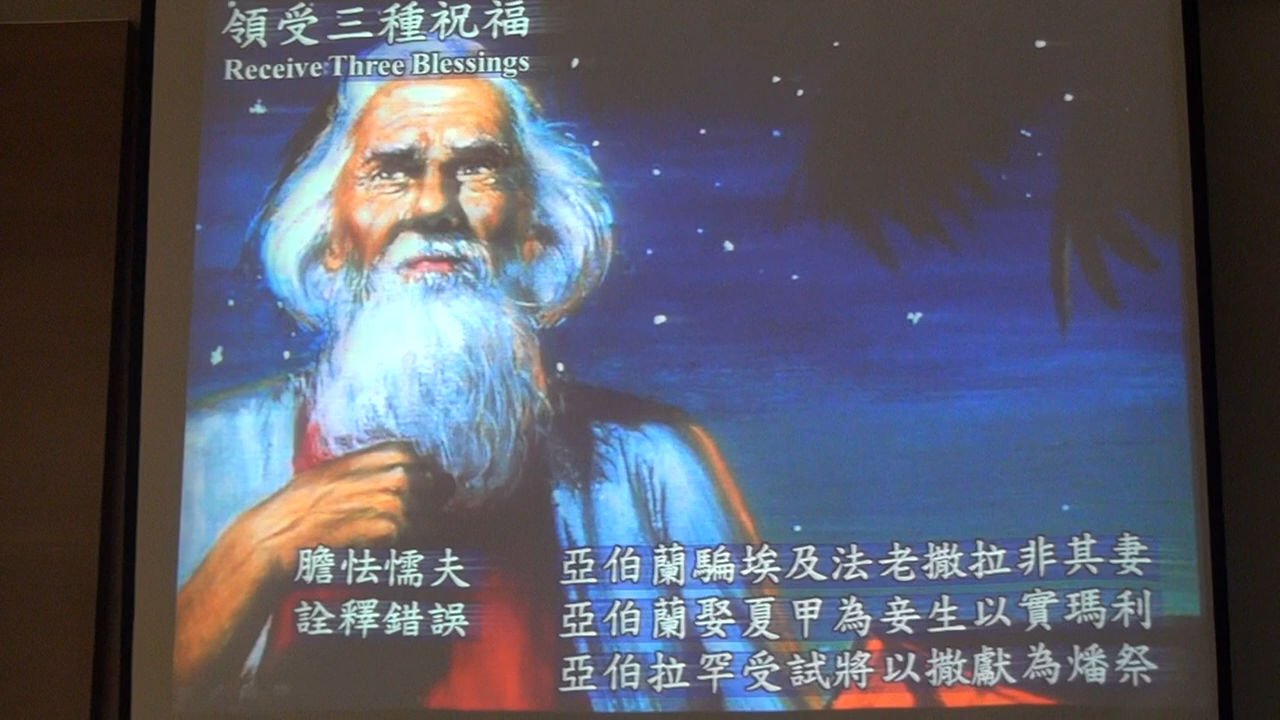 領受三種祝福
Receive Three Blessings
膽怯懦夫 亞伯蘭騙埃及法老撒拉非其妻
詮釋錯誤 亞伯蘭娶夏甲為妾生以實瑪利
亞伯拉罕受試將以撒獻為燔祭